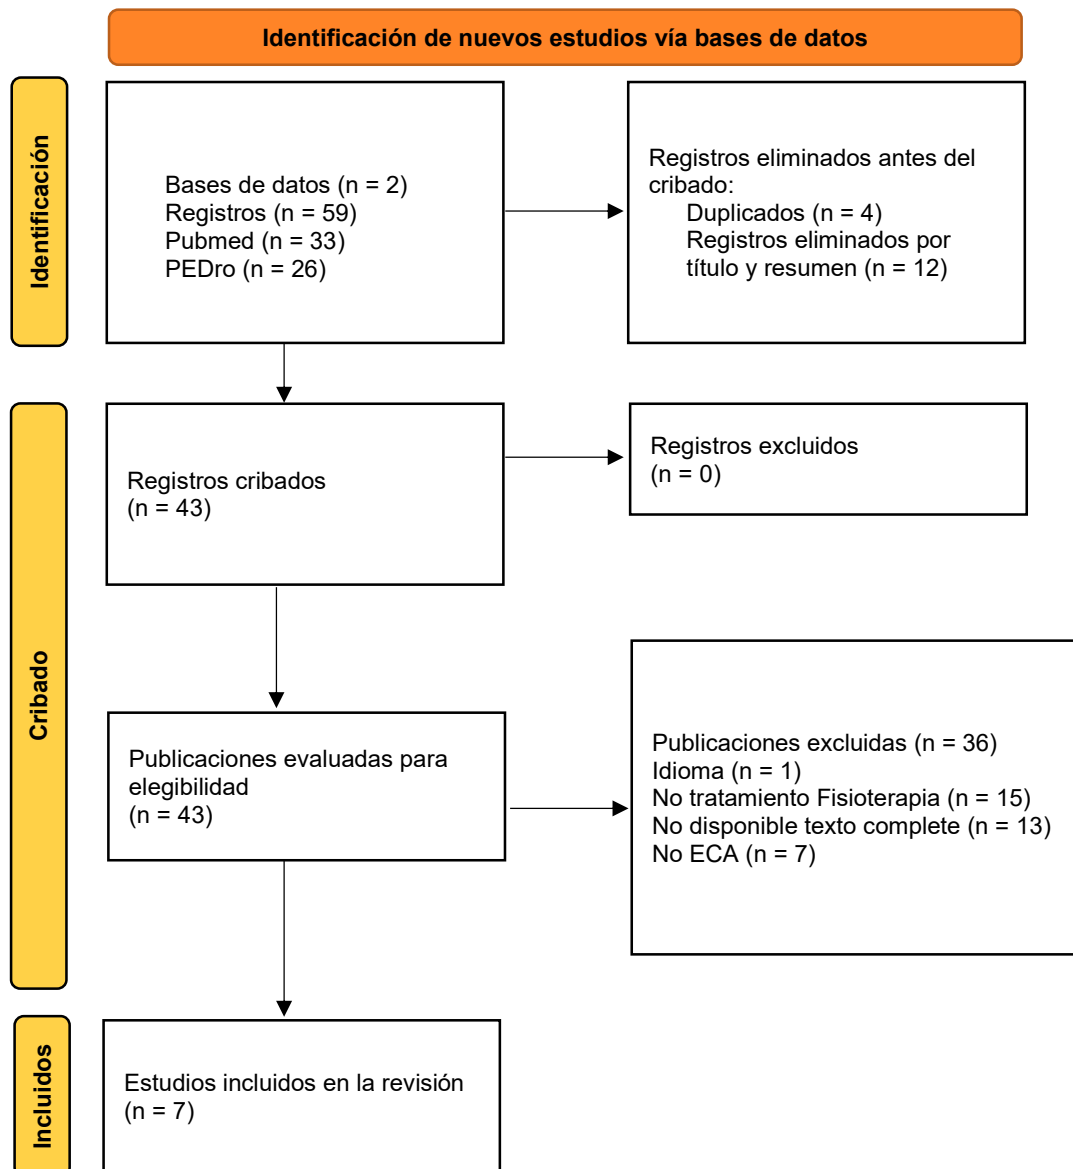 Identificación de nuevos estudios vía bases de datos
Identificación
Bases de datos (n = 2)
Registros (n = 59)
Pubmed (n = 33)
PEDro (n = 26)
Registros eliminados antes del
cribado:
Duplicados (n = 4)
Registros eliminados por
título y resumen (n = 12)
Cribado
Registros cribados
(n = 43)
Registros excluidos
(n = 0)
Publicaciones evaluadas para
elegibilidad
(n = 43)
Publicaciones excluidas (n = 36)
Idioma (n = 1)
No tratamiento Fisioterapia (n = 15)
No disponible texto complete (n = 13)
No ECA (n = 7)
Incluidos
Estudios incluidos en la revisión
(n = 7)